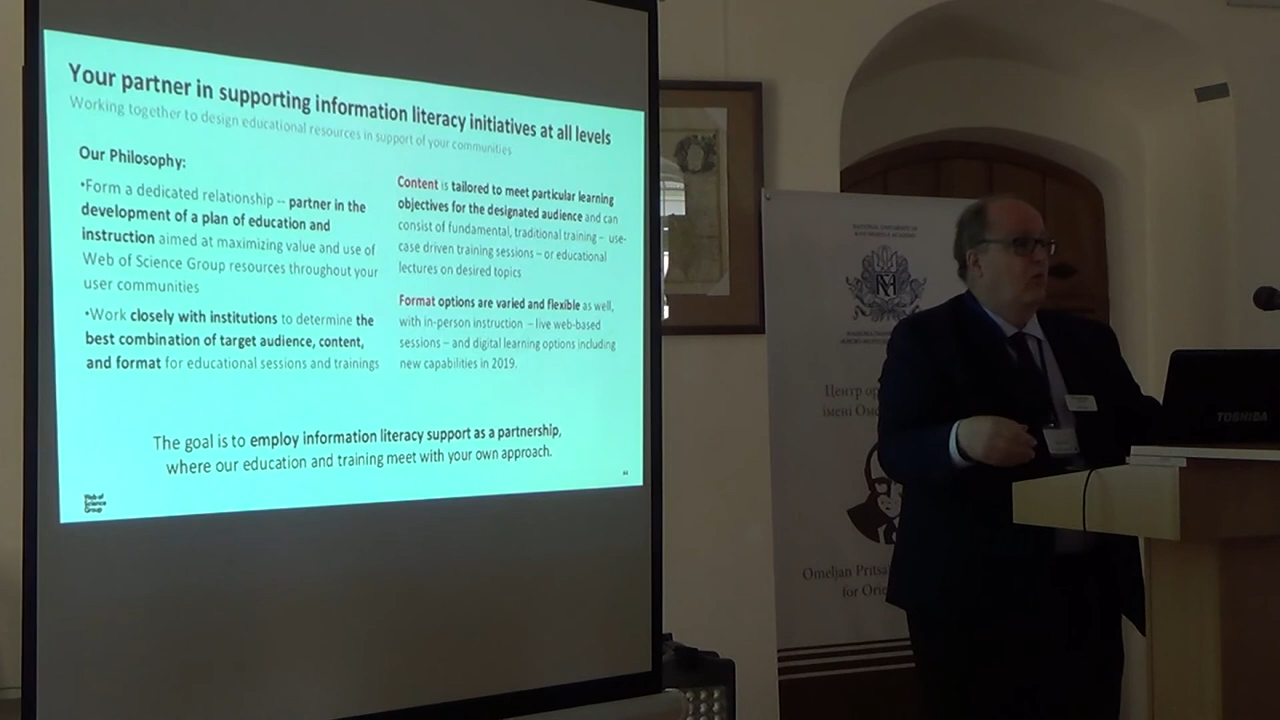 Your partner in supporting information literacy initiatives at all levels
Working together to design educational resources in support of your communities
Our Philosophy:
•Form a dedicated relationship – partner in the
development of a plan of education and
instruction aimed at maximizing value and use of
Web of Science Group resources throughout your
user communities
•Work closely with institutions to determine the
best combination of target audience, content,
and format for educational sessions and trainings
Content is tailored to meet particular learning
objectives for the designated audience and can
consist of fundamental, traditional training – use-
case driven training sessions – or educational
lectures on desired topics
Format options are varied and flexible as well,
with in-person instruction – live web-based
sessions – and digital learning options including
new capabilities in 2019.
The goal is to employ information literacy support as a partnership,
where our education and training meet with your own approach.
44
Web of
Science
Group
NATIONAL UNIVERSITY OF
Центр
імені
Omeljan
for
TOSHIBA